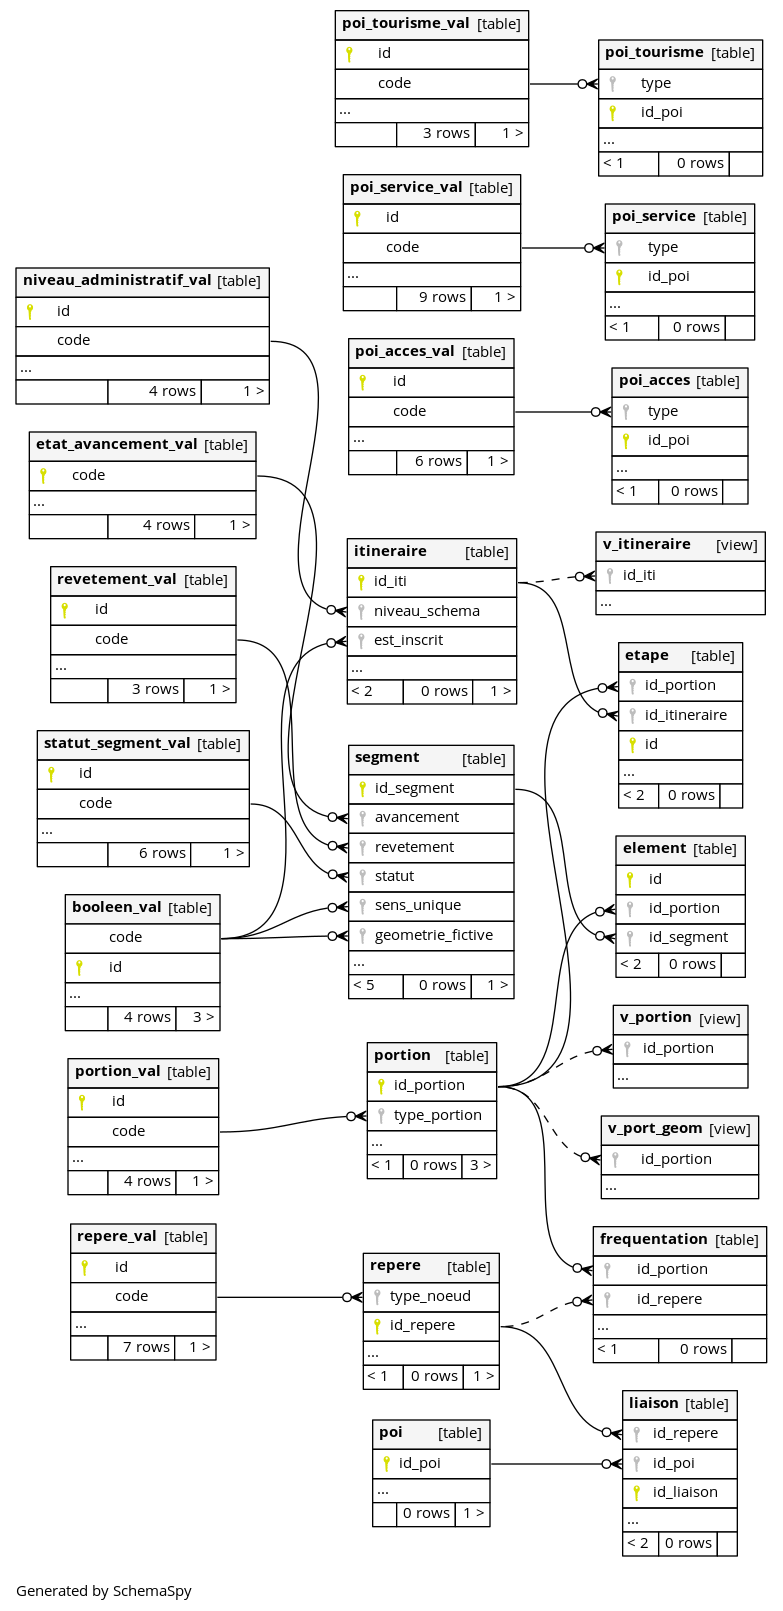 poi_tourisme_val [table]
id
code
...
3 rows 1 >
poi_tourisme [table]
type
id_poi
...
< 1 0 rows
poi_service_val [table]
id
code
...
9 rows 1 >
poi_service [table]
type
id_poi
...
< 1 0 rows
niveau_administratif_val [table]
id
code
...
4 rows 1 >
poi_acces_val [table]
id
code
...
6 rows 1 >
poi_acces [table]
type
id_poi
...
< 1 0 rows
etat_avancement_val [table]
code
...
4 rows 1 >
itineraire [table]
id_iti
niveau_schema
est_inscrit
...
< 2 0 rows 1 >
v_itineraire [view]
id_iti
...
revetement_val [table]
id
code
...
3 rows 1 >
etape [table]
id_portion
id_itineraire
id
...
< 2 0 rows
statut_segment_val [table]
id
code
...
6 rows 1 >
segment [table]
id_segment
avancement
revetement
statut
sens_unique
geometrie_fictive
...
< 5 0 rows 1 >
element [table]
id
id_portion
id_segment
< 2 0 rows
booleen_val [table]
code
id
...
4 rows 3 >
v_portion [view]
id_portion
...
portion [table]
id_portion
type_portion
...
< 1 0 rows 3 >
portion_val [table]
id
code
...
4 rows 1 >
v_port_geom [view]
id_portion
...
repere_val [table]
id
code
...
7 rows 1 >
repere [table]
type_noeud
id_repere
...
< 1 0 rows 1 >
frequentation [table]
id_portion
id_repere
...
< 1 0 rows
liaison [table]
id_repere
id_poi
id_liaison
...
< 2 0 rows
poi [table]
id_poi
...
0 rows 1 >
Generated by SchemaSpy